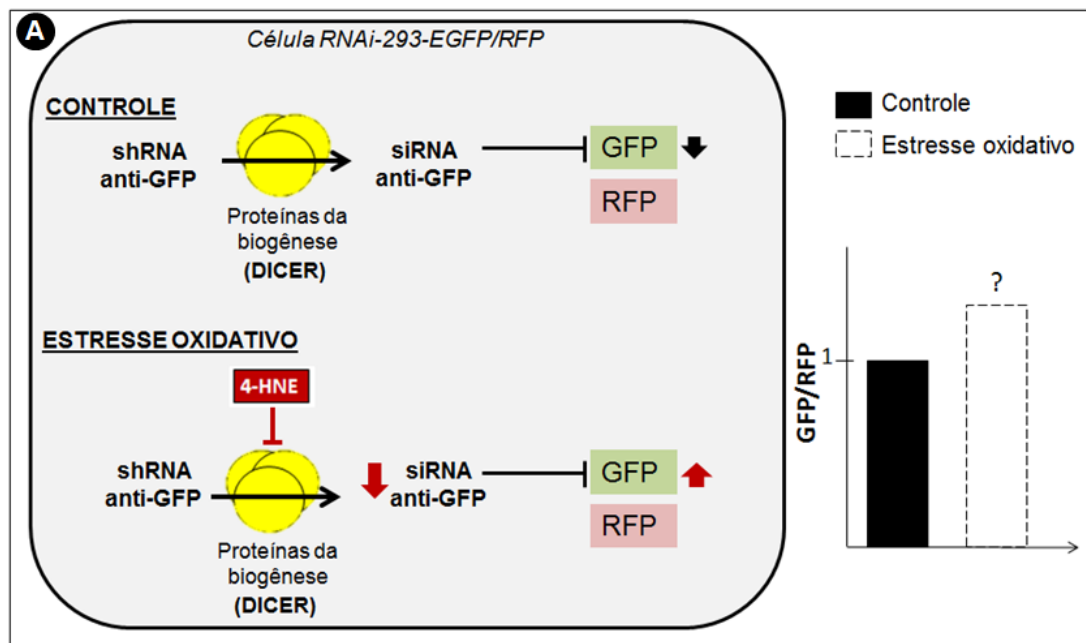 A
Célula RNAi-293-EGFP/RFP
CONTROLE
shRNA
anti-GFP
Proteínas da
biogênese
(DICER)
siRNA
anti-GFP
GFP
RFP
ESTRESSE OXIDATIVO
4-HNE
shRNA
anti-GFP
Proteínas da
biogênese
(DICER)
siRNA
anti-GFP
GFP
RFP
Controle
Estresse oxidativo
?
1
GFP/RFP